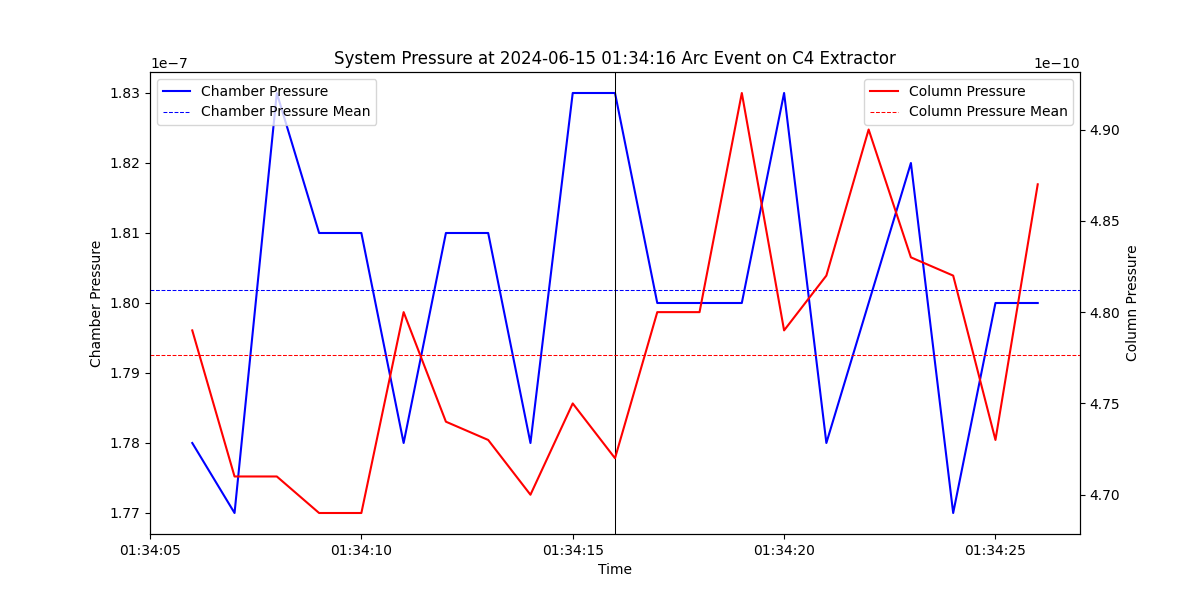 System Pressure at 2024-06-15 01:34:16 Arc Event on C4 Extractor
1e−7
1e−10
Chamber Pressure
Chamber Pressure Mean
Column Pressure
Column Pressure Mean
1.83
1.82
1.81
1.80
1.79
1.78
1.77
Chamber Pressure
4.90
4.85
4.80
4.75
4.70
Column Pressure
01:34:05
01:34:10
01:34:15
01:34:20
01:34:25
Time